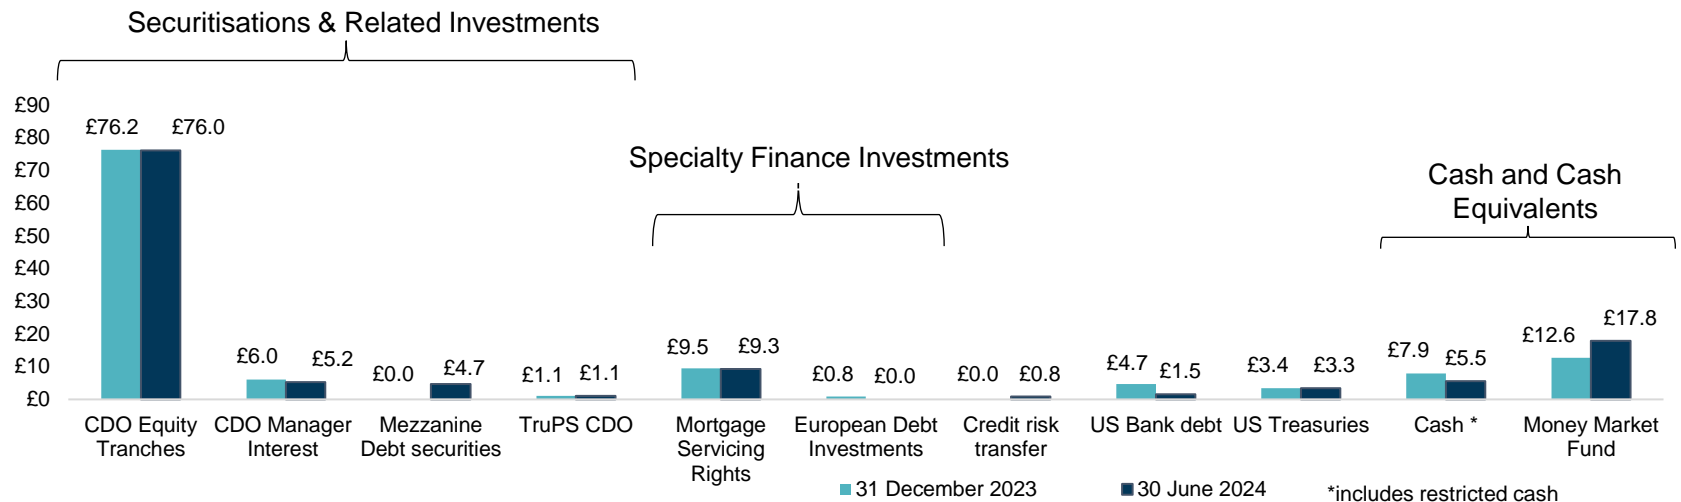 Securitisations & Related Investments
Specialty Finance Investments
Cash and Cash
Equivalents
£90
£80
£70
£60
£50
£40
£30
£20
£10
£0
£76.2 £76.0
£6.0 £5.2
£0.0 £4.7
£1.1 £1.1
£9.5 £9.3
£0.8 £0.0
£0.0 £0.8
£4.7 £1.5
£3.4 £3.3
£7.9 £5.5
£12.6 £17.8
CDO Equity
Tranches
CDO Manager
Interest
Mezzanine
Debt securities
TruPS CDO
Mortgage
Servicing
Rights
European Debt
Investments
Credit risk
transfer
US Bank debt
US Treasuries
Cash *
Money Market
Fund
31 December 2023
30 June 2024
*includes restricted cash